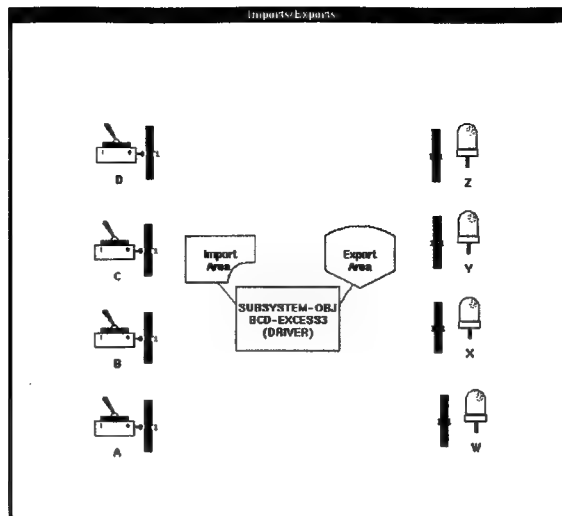 Imports/Exports
D
Z
C
Import
Area
Export
Area
Y
SUBSYSTEM-OBJ
BCD-EXCESS3
(DRIVER)
B
X
A
W